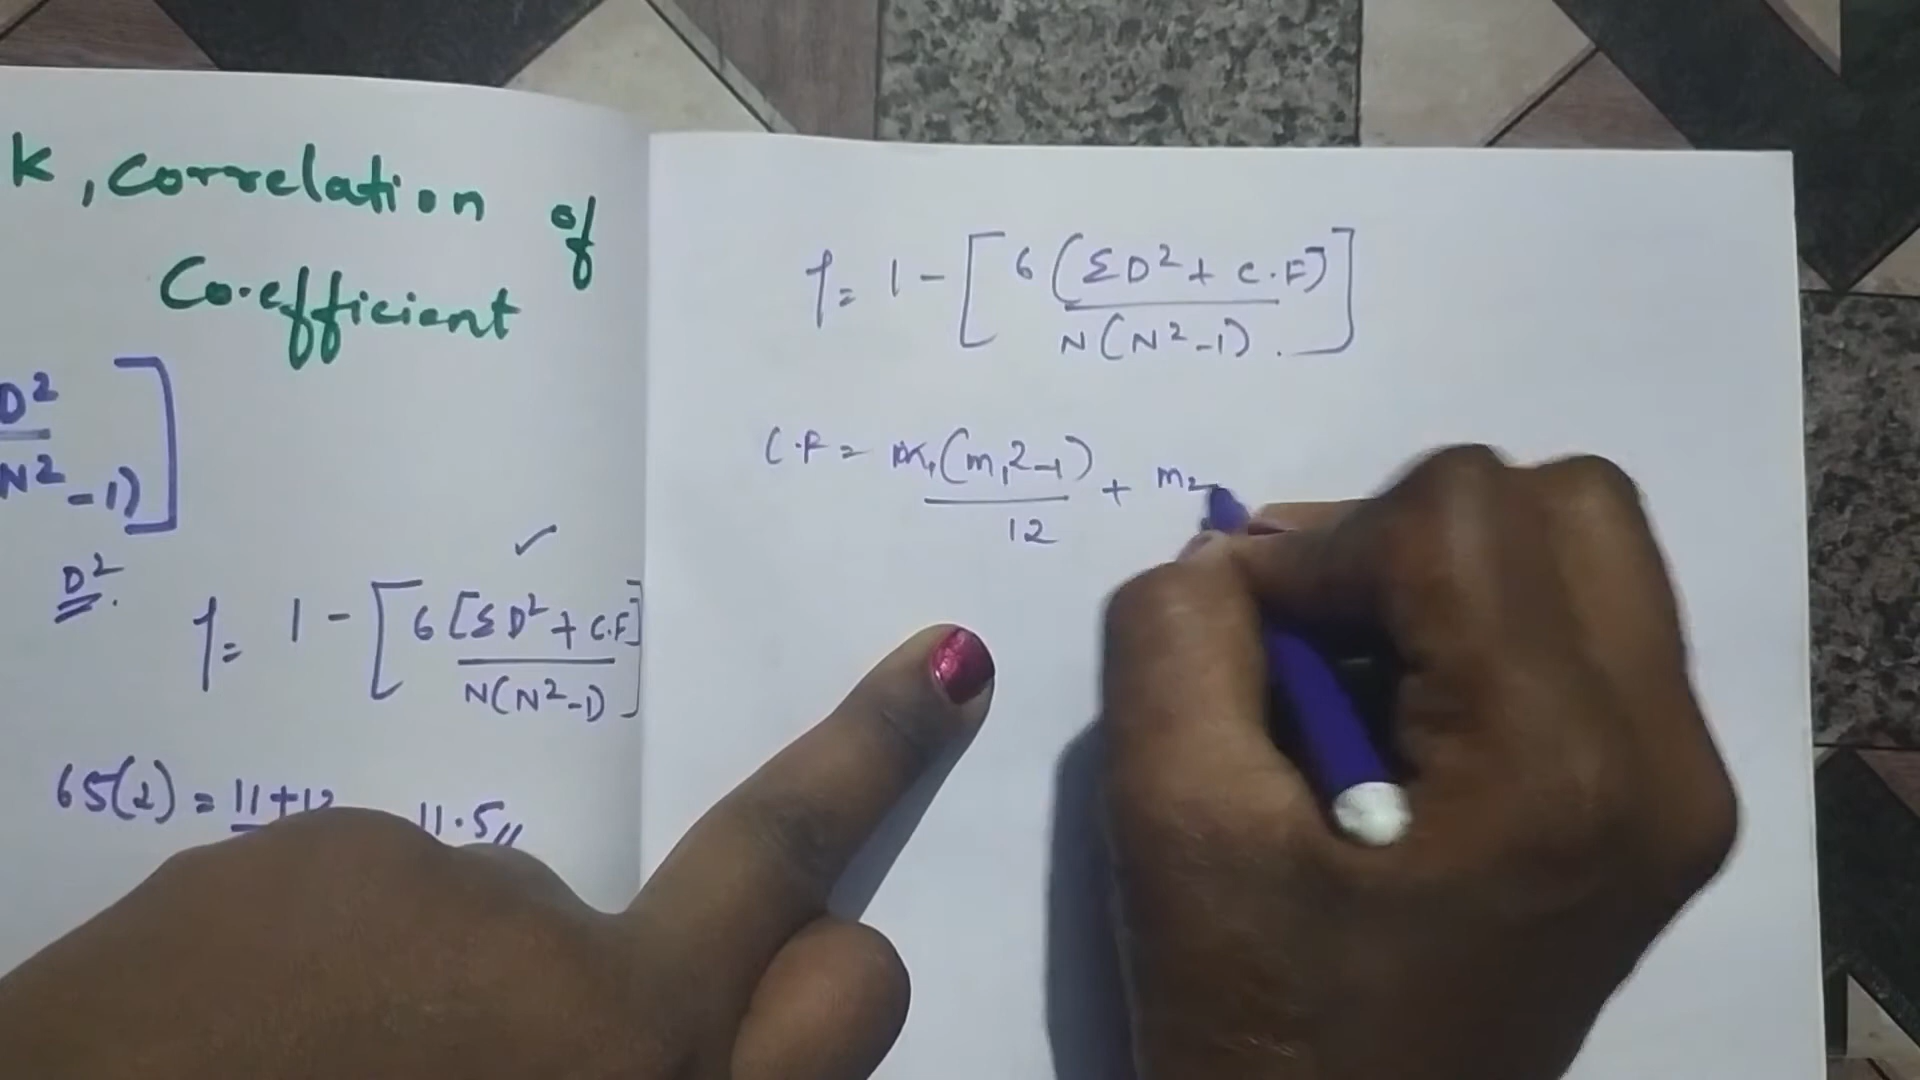 k, correlation of
Co.efficient
D²
N² -1)]
D².
ρ = 1 - [6[ΣD² + C.F]
N(N²-1)]
65(2) = 11+12 11.5//
ρ = 1 - [6(ΣD² + C.F)]
N(N²-1).
C.F = m₁(m₁²-1) + m₂
12